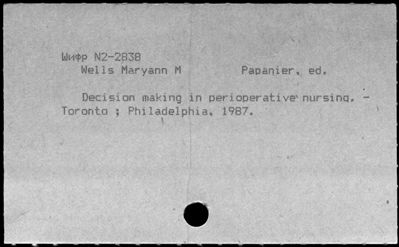 Шифр N2-2838
Wells Maryann M Papanier, ed.
Decision making in perioperative nursing. -
Toronto ; Philadelphia, 1987.